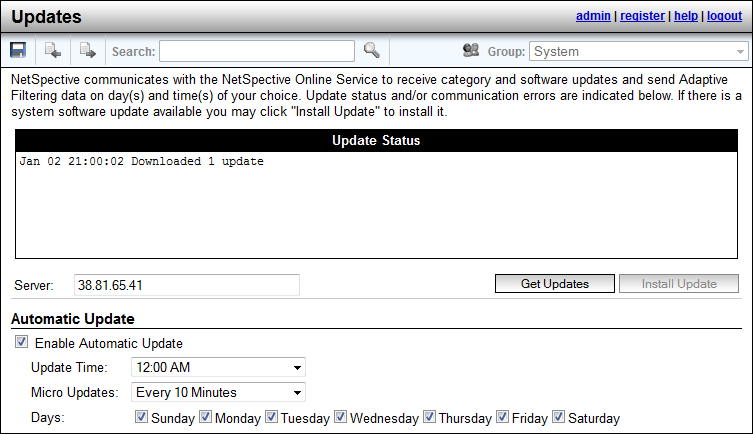 Updates
admin | register | help | logout
Search: Group: System
NetSpective communicates with the NetSpective Online Service to receive category and software updates and send Adaptive
Filtering data on day(s) and time(s) of your choice. Update status and/or communication errors are indicated below. If there is a
system software update available you may click "Install Update" to install it.
Update Status
Jan 02 21:00:02 Downloaded 1 update
Server: 38.81.65.41 Get Updates Install Update
Automatic Update
Enable Automatic Update
Update Time: 12:00 AM
Micro Updates: Every 10 Minutes
Days: Sunday Monday Tuesday Wednesday Thursday Friday Saturday